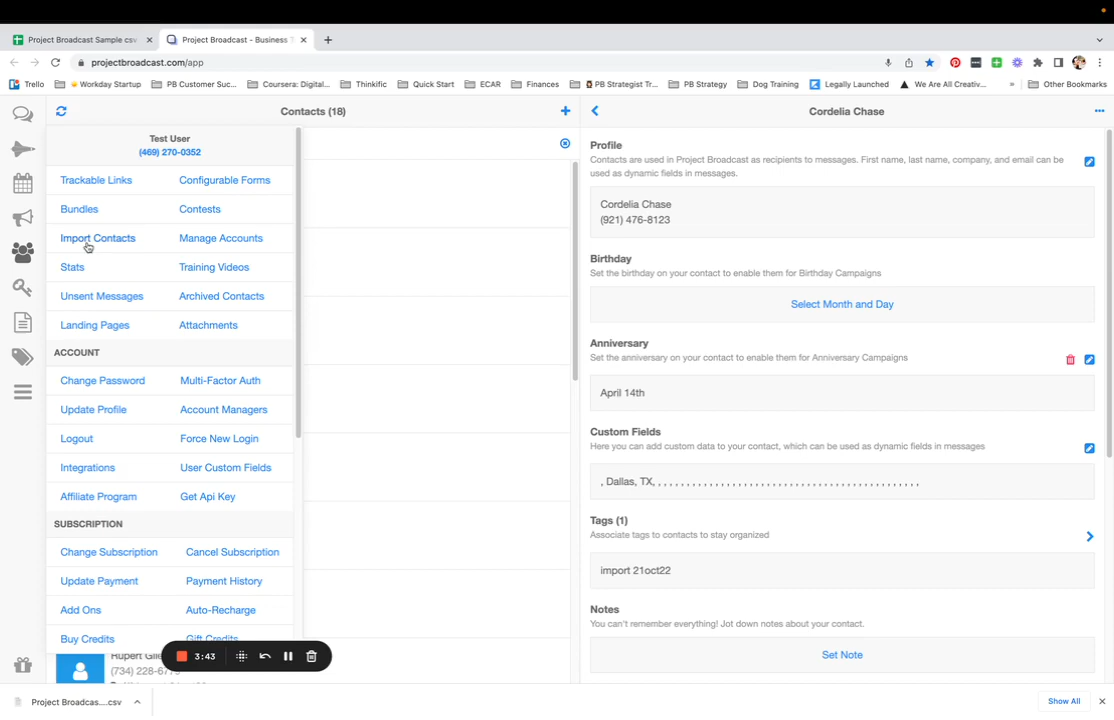 Project Broadcast Sample csv
Project Broadcast - Business T
projectbroadcast.com/app
Trello
Workday Startup
PB Customer Suc...
Coursera: Digital...
Thinkific
Quick Start
ECAR
Finances
PB Strategist Tr...
PB Strategy
Dog Training
Legally Launched
We Are All Creativ...
»
Other Bookmarks
Contacts (18)
Test User
(469) 270-0352
Trackable Links
Configurable Forms
Bundles
Contests
Import Contacts
Manage Accounts
Stats
Training Videos
Unsent Messages
Archived Contacts
Landing Pages
Attachments
ACCOUNT
Change Password
Multi-Factor Auth
Update Profile
Account Managers
Logout
Force New Login
Integrations
User Custom Fields
Affiliate Program
Get Api Key
SUBSCRIPTION
Change Subscription
Cancel Subscription
Update Payment
Payment History
Add Ons
Auto-Recharge
Buy Credits
Gift Credits
Rupert Gile
(734) 228-677
3:43
Cordelia Chase
Profile
Contacts are used in Project Broadcast as recipients to messages. First name, last name, company, and email can be
used as dynamic fields in messages.
Cordelia Chase
(921) 476-8123
Birthday
Set the birthday on your contact to enable them for Birthday Campaigns
Select Month and Day
Anniversary
Set the anniversary on your contact to enable them for Anniversary Campaigns
April 14th
Custom Fields
Here you can add custom data to your contact, which can be used as dynamic fields in messages
, Dallas, TX, , , , , , , , , , , , , , , , , , , , , , , , , , , , , , , , , , , , , , , , , , , , , , ,
Tags (1)
Associate tags to contacts to stay organized
import 21oct22
Notes
You can't remember everything! Jot down notes about your contact.
Set Note
Project Broadcas....csv
Show All